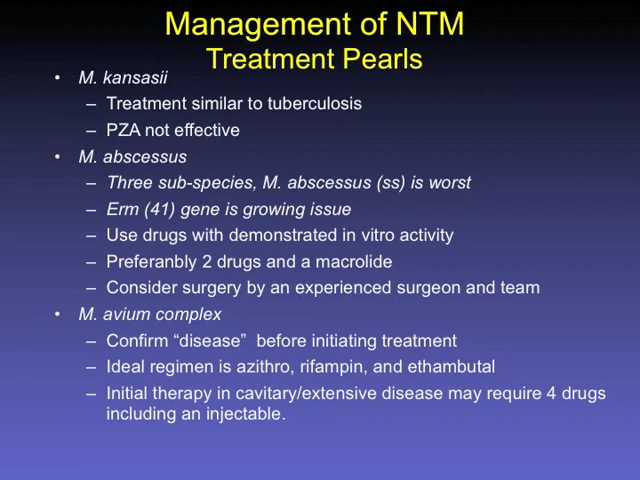 Management of NTM
Treatment Pearls
• M. kansasii
– Treatment similar to tuberculosis
– PZA not effective
• M. abscessus
– Three sub-species, M. abscessus (ss) is worst
– Erm (41) gene is growing issue
– Use drugs with demonstrated in vitro activity
– Preferanbly 2 drugs and a macrolide
– Consider surgery by an experienced surgeon and team
• M. avium complex
– Confirm “disease”  before initiating treatment
– Ideal regimen is azithro, rifampin, and ethambutal
– Initial therapy in cavitary/extensive disease may require 4 drugs
including an injectable.